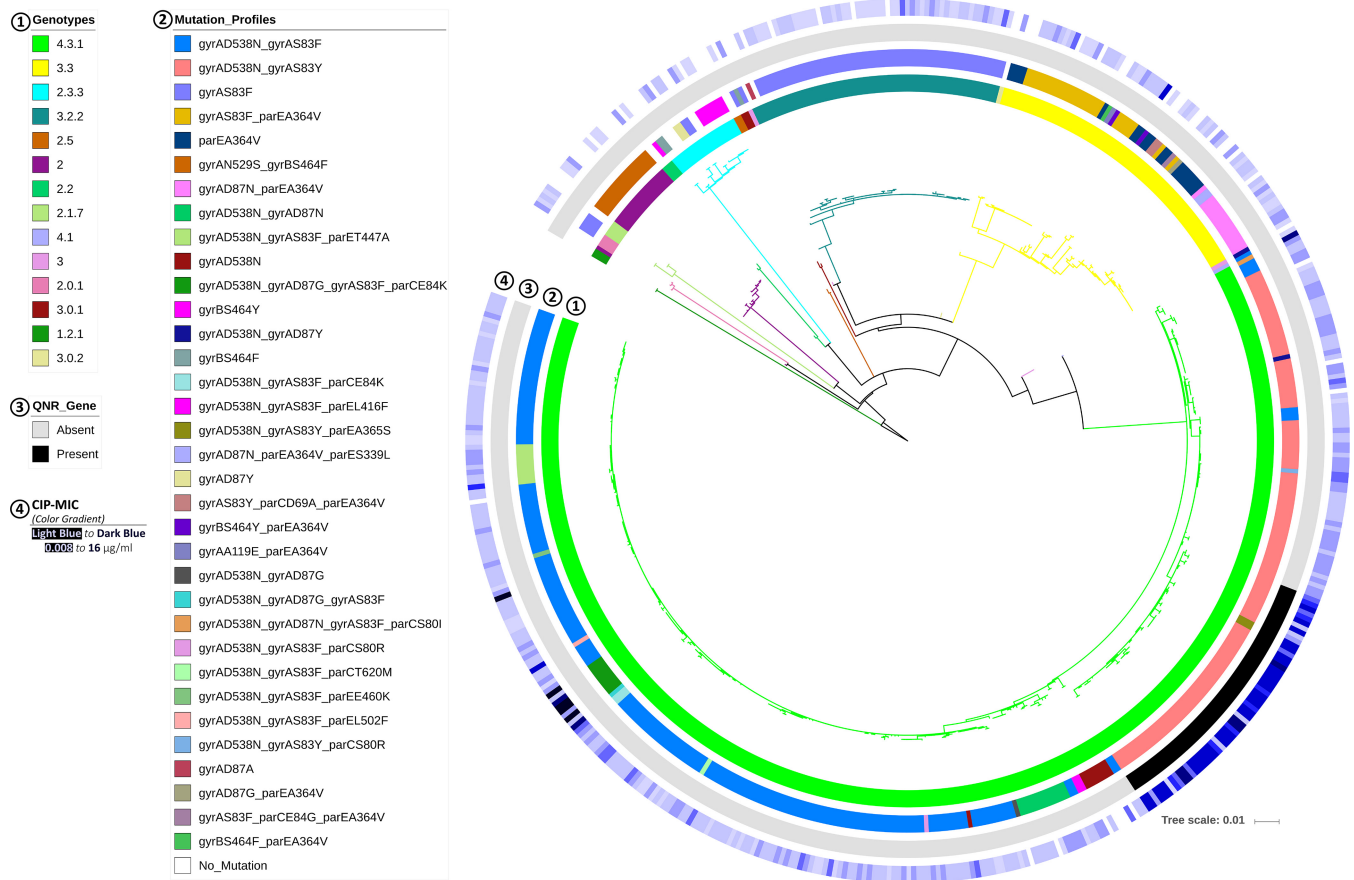 ① Genotypes
4.3.1
3.3
2.3.3
3.2.2
2.5
2
2.2
2.1.7
4.1
3
2.0.1
3.0.1
1.2.1
3.0.2
③ QNR_Gene
Absent
Present
④ CIP-MIC
(Color Gradient)
Light Blue to Dark Blue
0.008 to 16 µg/ml
② Mutation_Profiles
gyrAD538N_gyrAS83F
gyrAD538N_gyrAS83Y
gyrAS83F
gyrAS83F_parEA364V
parEA364V
gyrAN529S_gyrBS464F
gyrAD87N_parEA364V
gyrAD538N_gyrAD87N
gyrAD538N_gyrAS83F_parET447A
gyrAD538N
gyrAD538N_gyrAD87G_gyrAS83F_parCE84K
gyrBS464Y
gyrAD538N_gyrAD87Y
gyrBS464F
gyrAD538N_gyrAS83F_parCE84K
gyrAD538N_gyrAS83F_parEL416F
gyrAD538N_gyrAS83Y_parEA365S
gyrAD87N_parEA364V_parES339L
gyrAD87Y
gyrAS83Y_parCD69A_parEA364V
gyrBS464Y_parEA364V
gyrAA119E_parEA364V
gyrAD538N_gyrAD87G
gyrAD538N_gyrAD87G_gyrAS83F
gyrAD538N_gyrAD87N_gyrAS83F_parCS80I
gyrAD538N_gyrAS83F_parCS80R
gyrAD538N_gyrAS83F_parCT620M
gyrAD538N_gyrAS83F_parEE460K
gyrAD538N_gyrAS83F_parEL502F
gyrAD538N_gyrAS83Y_parCS80R
gyrAD87A
gyrAD87G_parEA364V
gyrAS83F_parCE84G_parEA364V
gyrBS464F_parEA364V
No_Mutation
④ ③ ② ①
Tree scale: 0.01